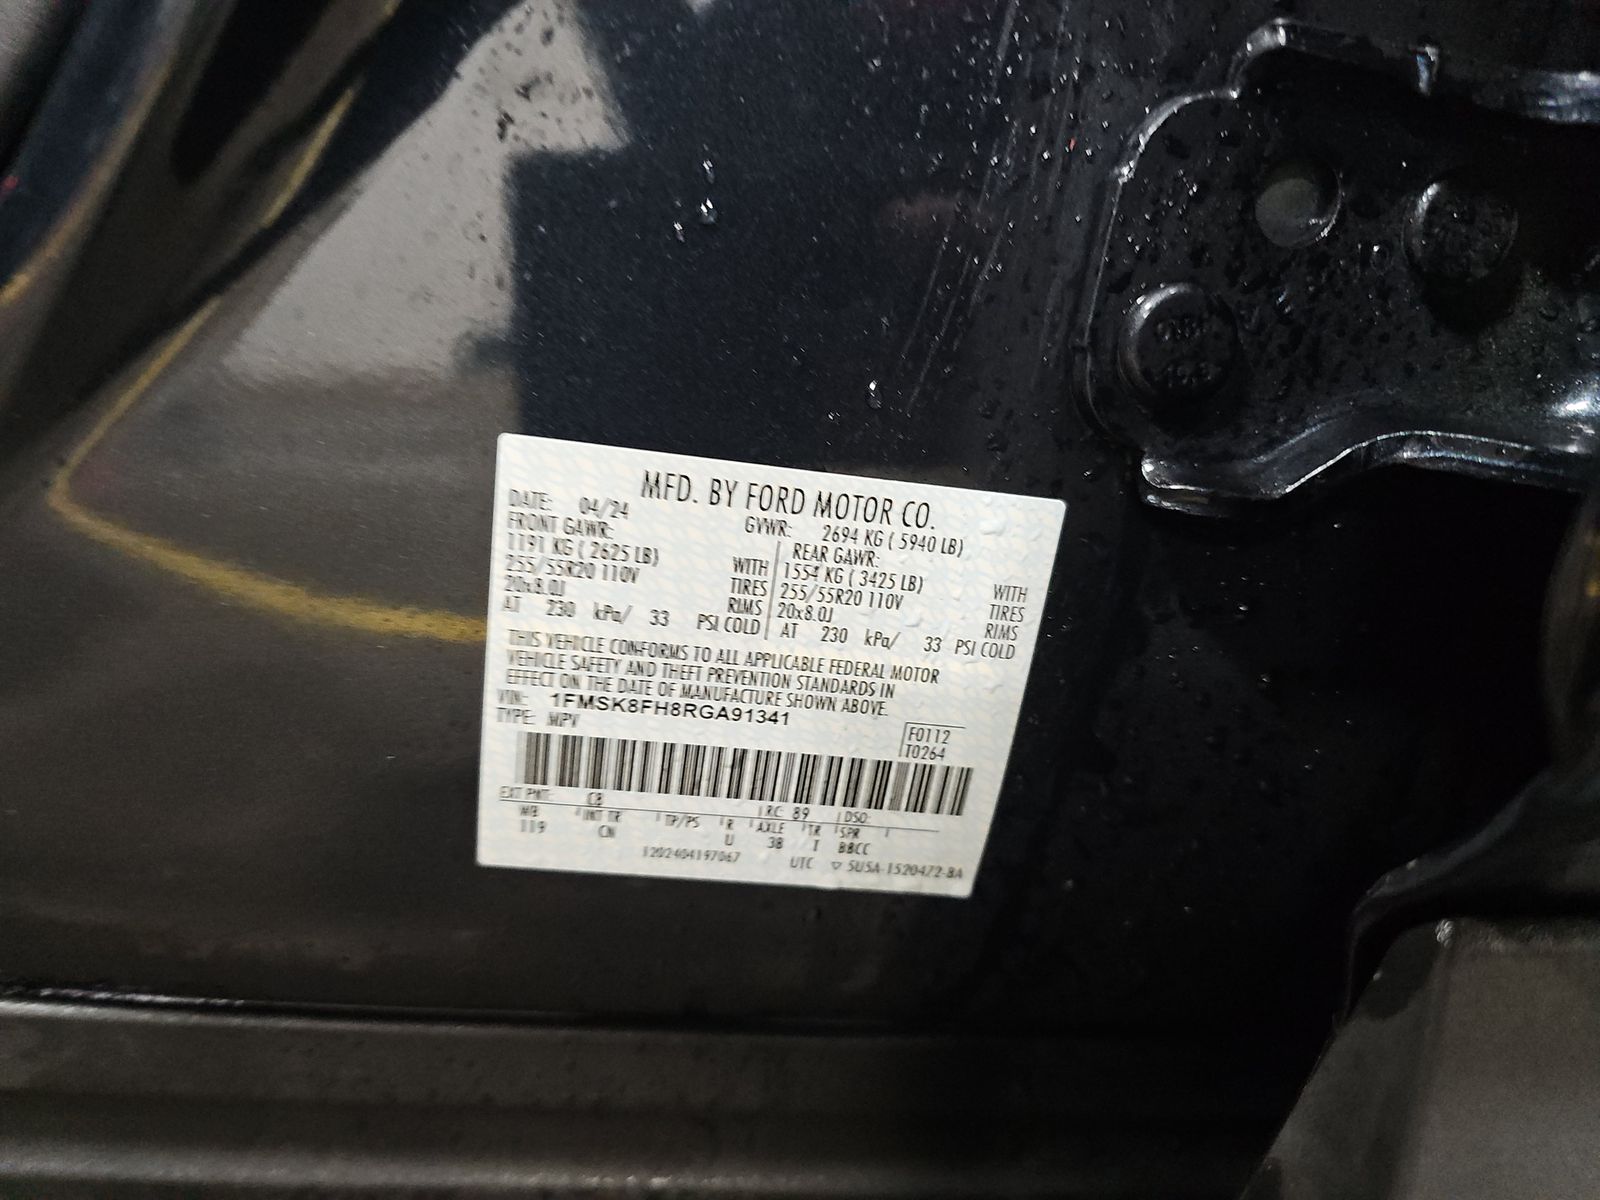 MFD. BY FORD MOTOR CO.
DATE: 04/24 GVWR: 2694 KG ( 5940 LB)
FRONT GAWR: REAR GAWR:
1191 KG ( 2625 LB) WITH 1554 KG ( 3425 LB) WITH
255/55R20 110V TIRES 255/55R20 110V TIRES
20x8.0J RIMS 20x8.0J RIMS
AT 230 kPa/ 33 PSI COLD AT 230 kPa/ 33 PSI COLD
THIS VEHICLE CONFORMS TO ALL APPLICABLE FEDERAL MOTOR
VEHICLE SAFETY AND THEFT PREVENTION STANDARDS IN
EFFECT ON THE DATE OF MANUFACTURE SHOWN ABOVE.
VIN: 1FMSK8FH8RGA91341
TYPE: MPV
F0112
T0264
EXT PNT: C8 RC: 89 DSO:
WB INT TR TP/PS R AXLE TR SPR
119 CN U 38 T BBCC
1202404197067 UTC ▽ 5U5A-1520472-BA